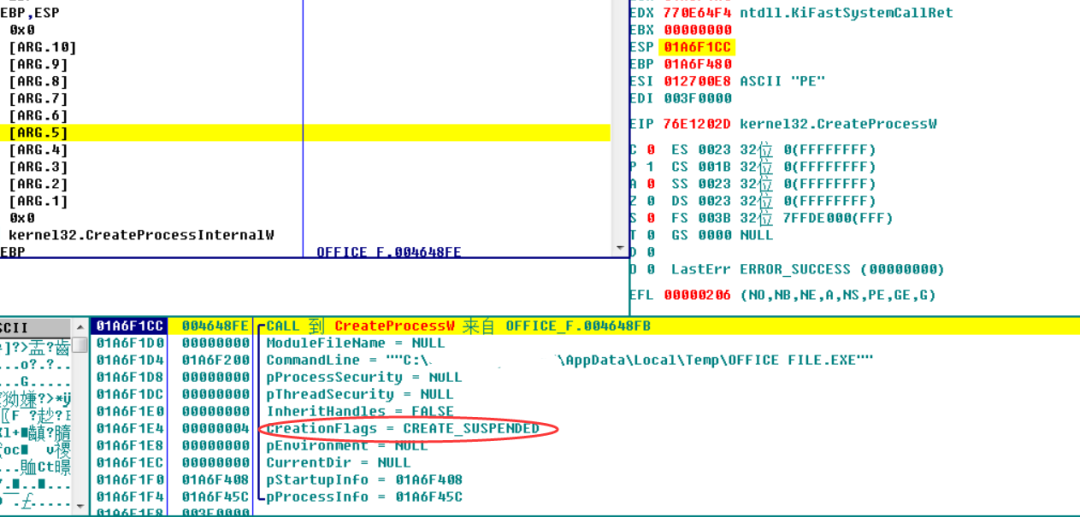 EBP,ESP
0x0
[ARG.10]
[ARG.9]
[ARG.8]
[ARG.7]
[ARG.6]
[ARG.5]
[ARG.4]
[ARG.3]
[ARG.2]
[ARG.1]
0x0
kernel32.CreateProcessInternalW
EBP OFFICE_F.004648FE
EDX 770E64F4 ntdll.KiFastSystemCallRet
EBX 00000000
ESP 01A6F1CC
EBP 01A6F480
ESI 012700E8 ASCII "PE"
EDI 003F0000
EIP 76E1202D kernel32.CreateProcessW
C 0 ES 0023 32位 0(FFFFFFFF)
P 1 CS 001B 32位 0(FFFFFFFF)
A 0 SS 0023 32位 0(FFFFFFFF)
Z 0 DS 0023 32位 0(FFFFFFFF)
S 0 FS 003B 32位 7FFDE000(FFF)
T 0 GS 0000 NULL
D 0
O 0 LastErr ERROR_SUCCESS (00000000)
EFL 00000206 (NO,NB,NE,A,NS,PE,GE,G)
SCII
01A6F1CC 004648FE CALL 到 CreateProcessW 来自 OFFICE_F.004648FB
01A6F1D0 00000000 ModuleFileName = NULL
01A6F1D4 01A6F200 CommandLine = ""C:\ \AppData\Local\Temp\OFFICE FILE.EXE""
01A6F1D8 00000000 pProcessSecurity = NULL
01A6F1DC 00000000 pThreadSecurity = NULL
01A6F1E0 00000000 InheritHandles = FALSE
01A6F1E4 00000004 CreationFlags = CREATE_SUSPENDED
01A6F1E8 00000000 pEnvironment = NULL
01A6F1EC 00000000 CurrentDir = NULL
01A6F1F0 01A6F408 pStartupInfo = 01A6F408
01A6F1F4 01A6F45C pProcessInfo = 01A6F45C
01A6F1F8 003F0000